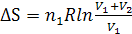 ΔS = n₁Rln (V₁+V₂)/V₁